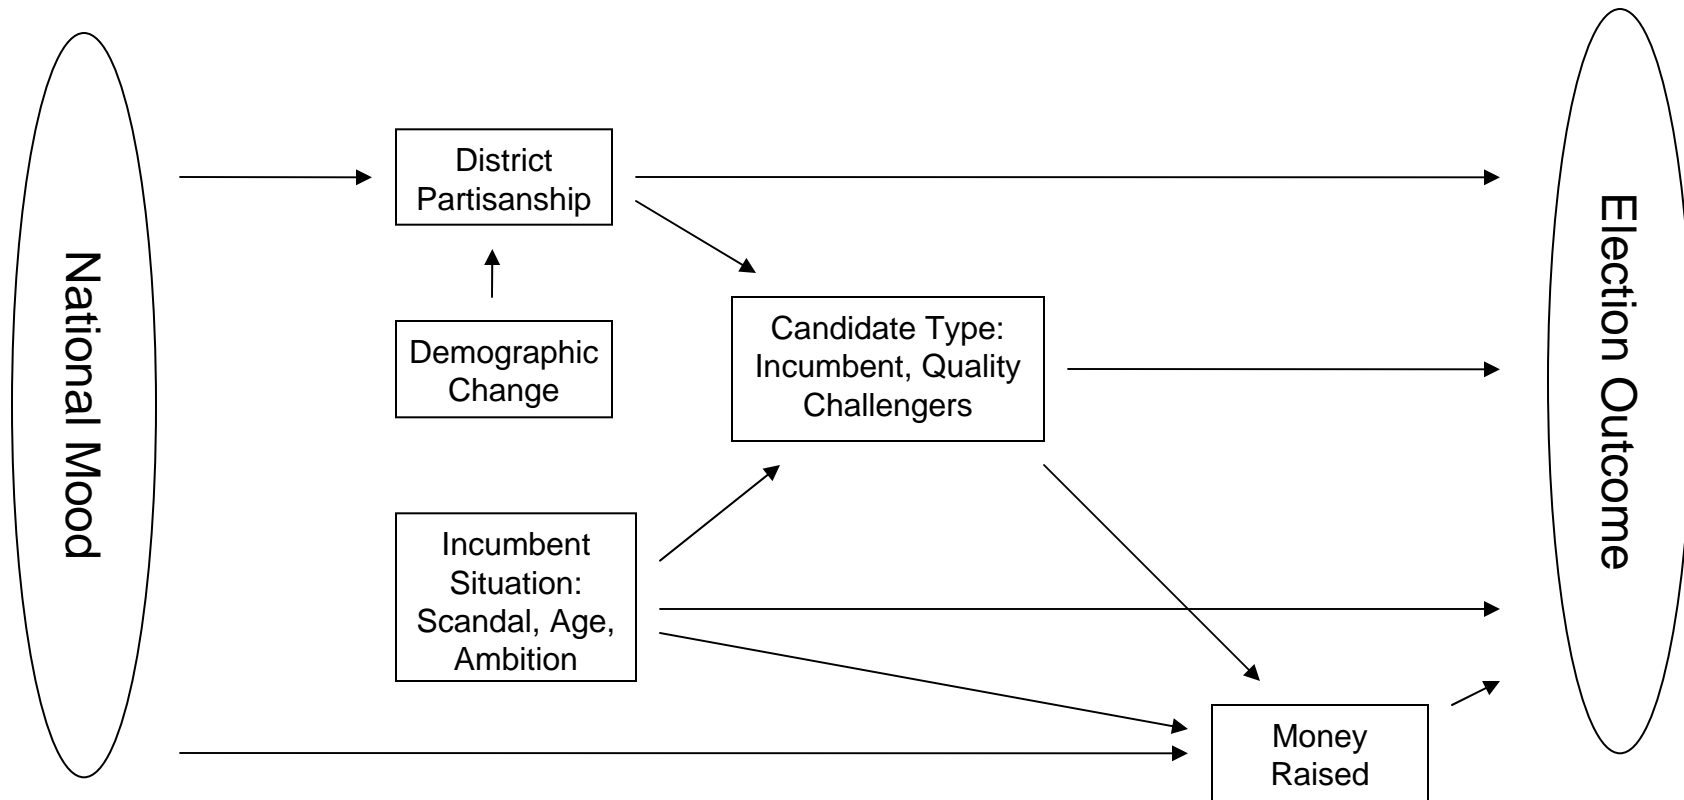 National Mood
District
Partisanship
Demographic
Change
Incumbent
Situation:
Scandal, Age,
Ambition
Candidate Type:
Incumbent, Quality
Challengers
Money
Raised
Election Outcome